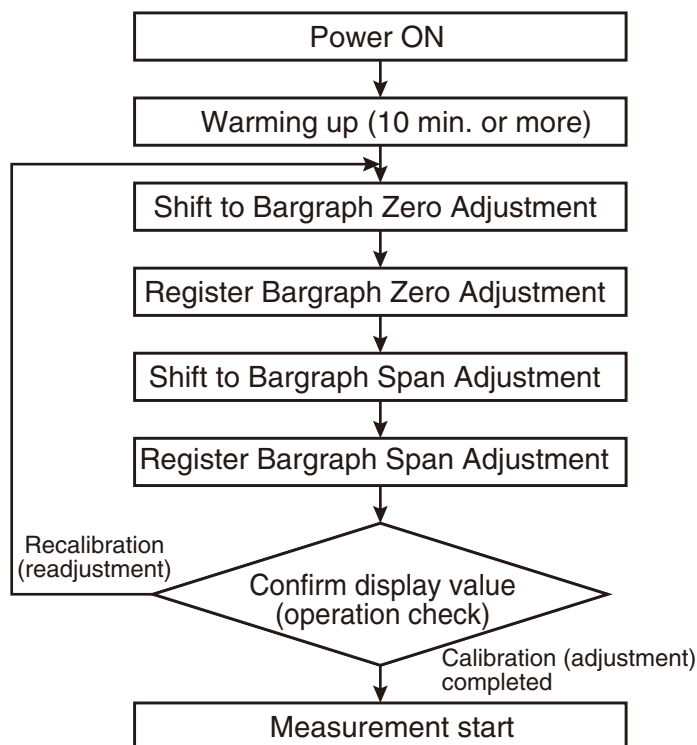 Power ON
Warming up (10 min. or more)
Shift to Bargraph Zero Adjustment
Register Bargraph Zero Adjustment
Shift to Bargraph Span Adjustment
Register Bargraph Span Adjustment
Recalibration
(readjustment)
Confirm display value
(operation check)
Calibration (adjustment)
completed
Measurement start